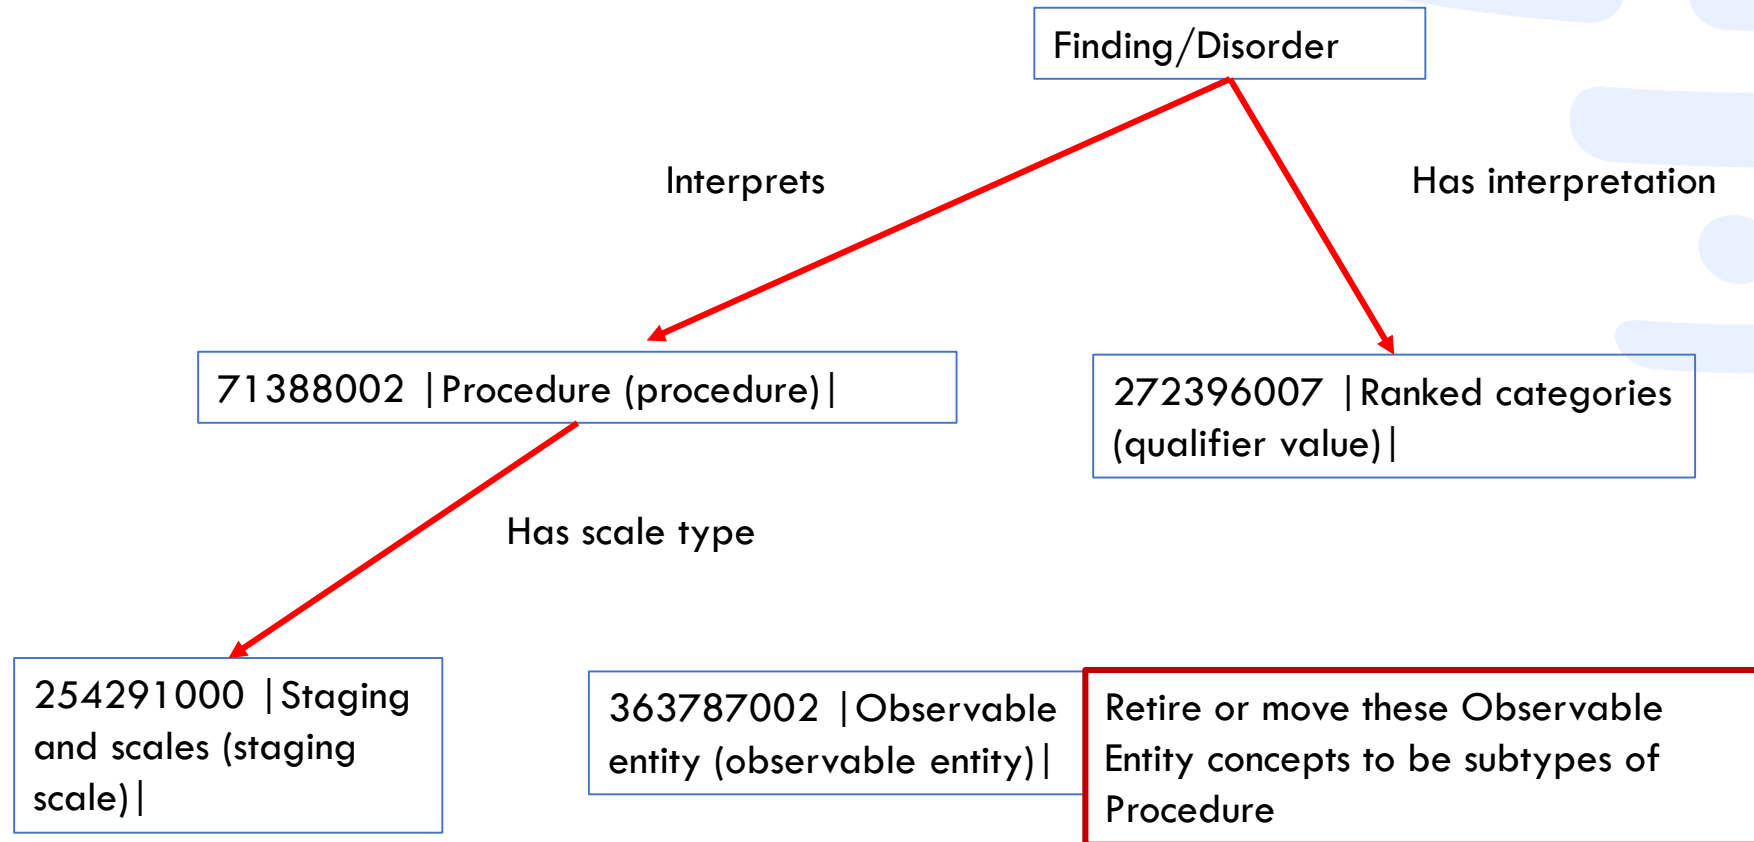 Finding/Disorder
Interprets
Has interpretation
71388002 |Procedure (procedure)|
272396007 |Ranked categories
(qualifier value)|
Has scale type
254291000 |Staging
and scales (staging
scale)|
363787002 |Observable
entity (observable entity)|
Retire or move these Observable
Entity concepts to be subtypes of
Procedure